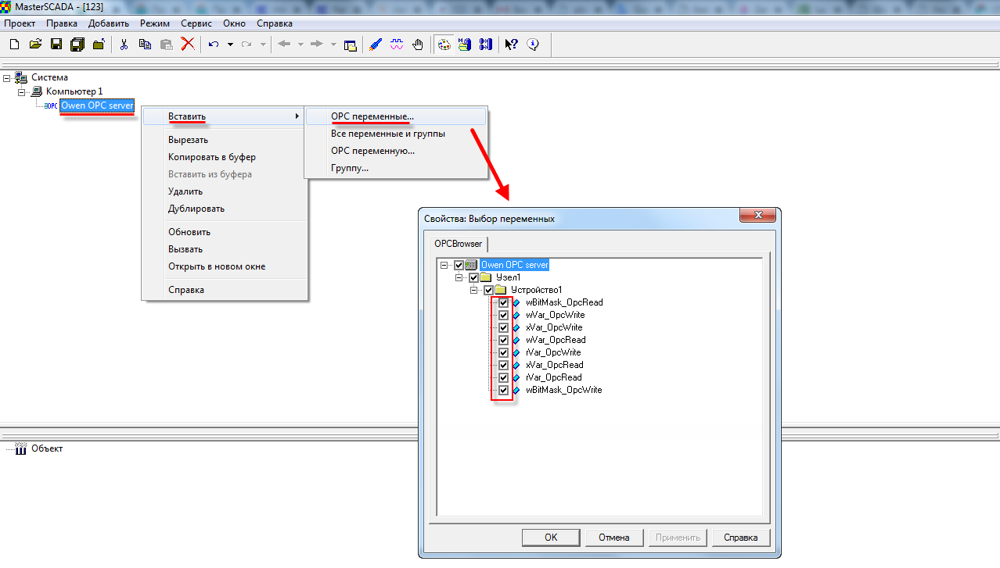 MasterSCADA - [123]
Проект Правка Добавить Режим Сервис Окно Справка
Система
Компьютер 1
OPC Owen OPC server
Вставить
Вырезать
Копировать в буфер
Вставить из буфера
Удалить
Дублировать
Обновить
Вызвать
Открыть в новом окне
Справка
OPC переменные...
Все переменные и группы
OPC переменную...
Группу...
Свойства: Выбор переменных
OPCBrowser
Owen OPC server
Узел1
Устройство1
wBitMask_OpcRead
wVar_OpcWrite
xVar_OpcWrite
wVar_OpcRead
rVar_OpcWrite
xVar_OpcRead
rVar_OpcRead
wBitMask_OpcWrite
OK Отмена Применить Справка
Объект